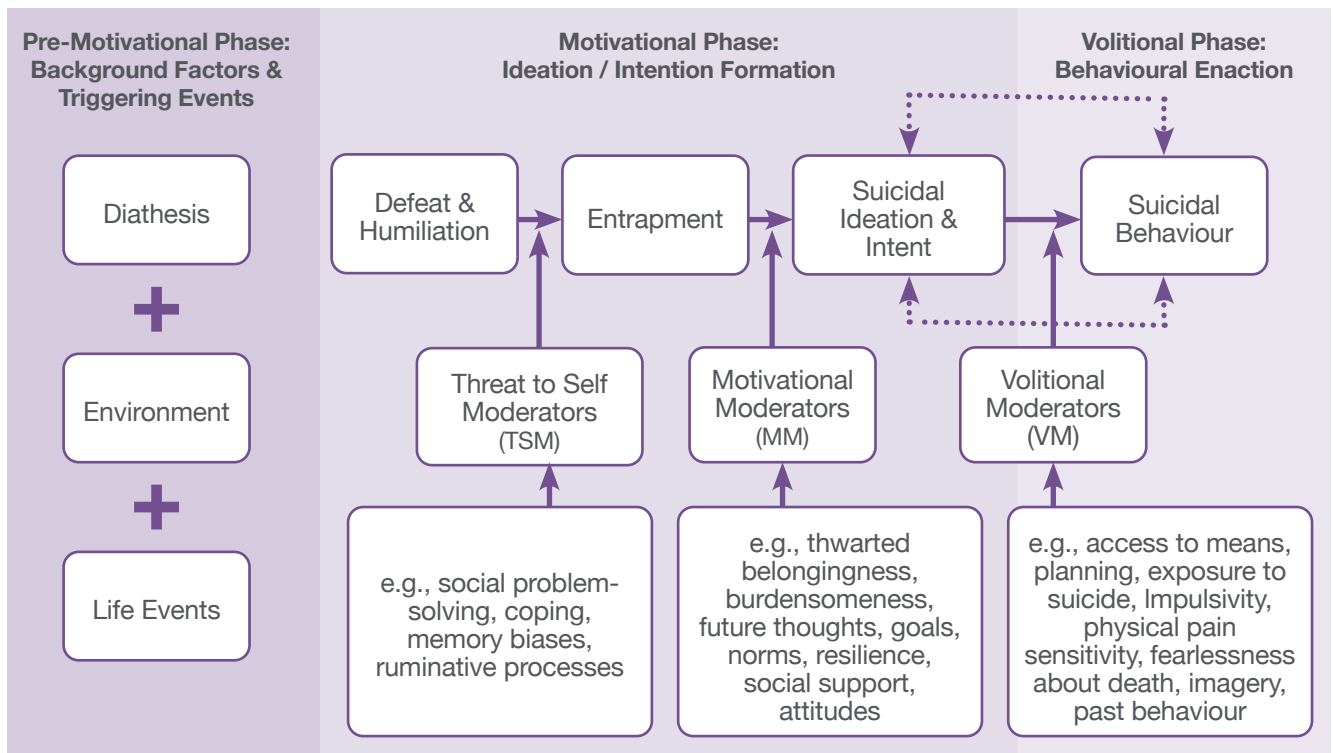 Pre-Motivational Phase:
Background Factors &
Triggering Events
Diathesis
Environment
Life Events
Motivational Phase:
Ideation / Intention Formation
Defeat &
Humiliation
Entrapment
Suicidal
Ideation &
Intent
Threat to Self
Moderators
(TSM)
Motivational
Moderators
(MM)
e.g., social problem-
solving, coping,
memory biases,
ruminative processes
e.g., thwarted
belongingness,
burdensomeness,
future thoughts, goals,
norms, resilience,
social support,
attitudes
Volitional Phase:
Behavioural Enaction
Suicidal
Behaviour
Volitional
Moderators
(VM)
e.g., access to means,
planning, exposure to
suicide, Impulsivity,
physical pain
sensitivity, fearlessness
about death, imagery,
past behaviour